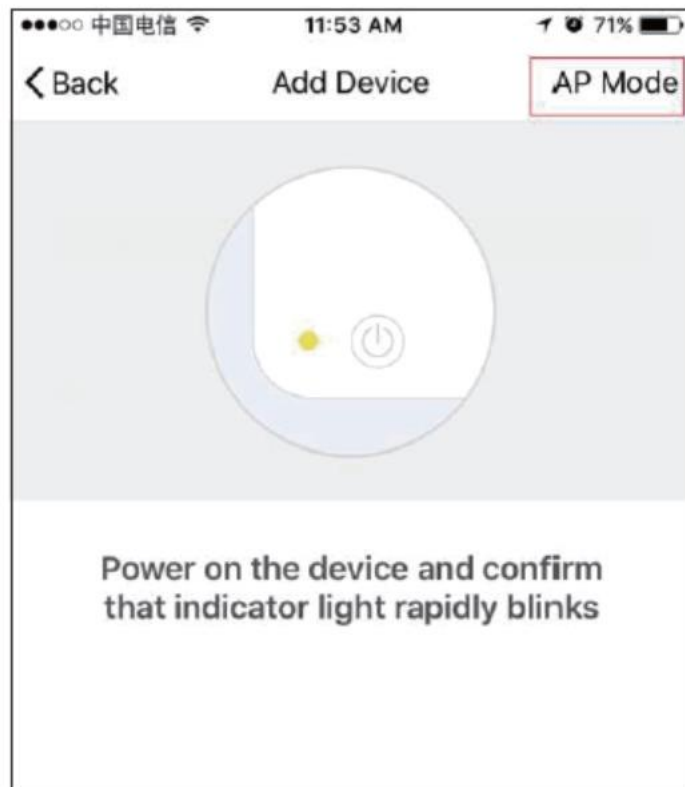 中国电信 11:53 AM 71%
Back Add Device AP Mode
Power on the device and confirm
that indicator light rapidly blinks